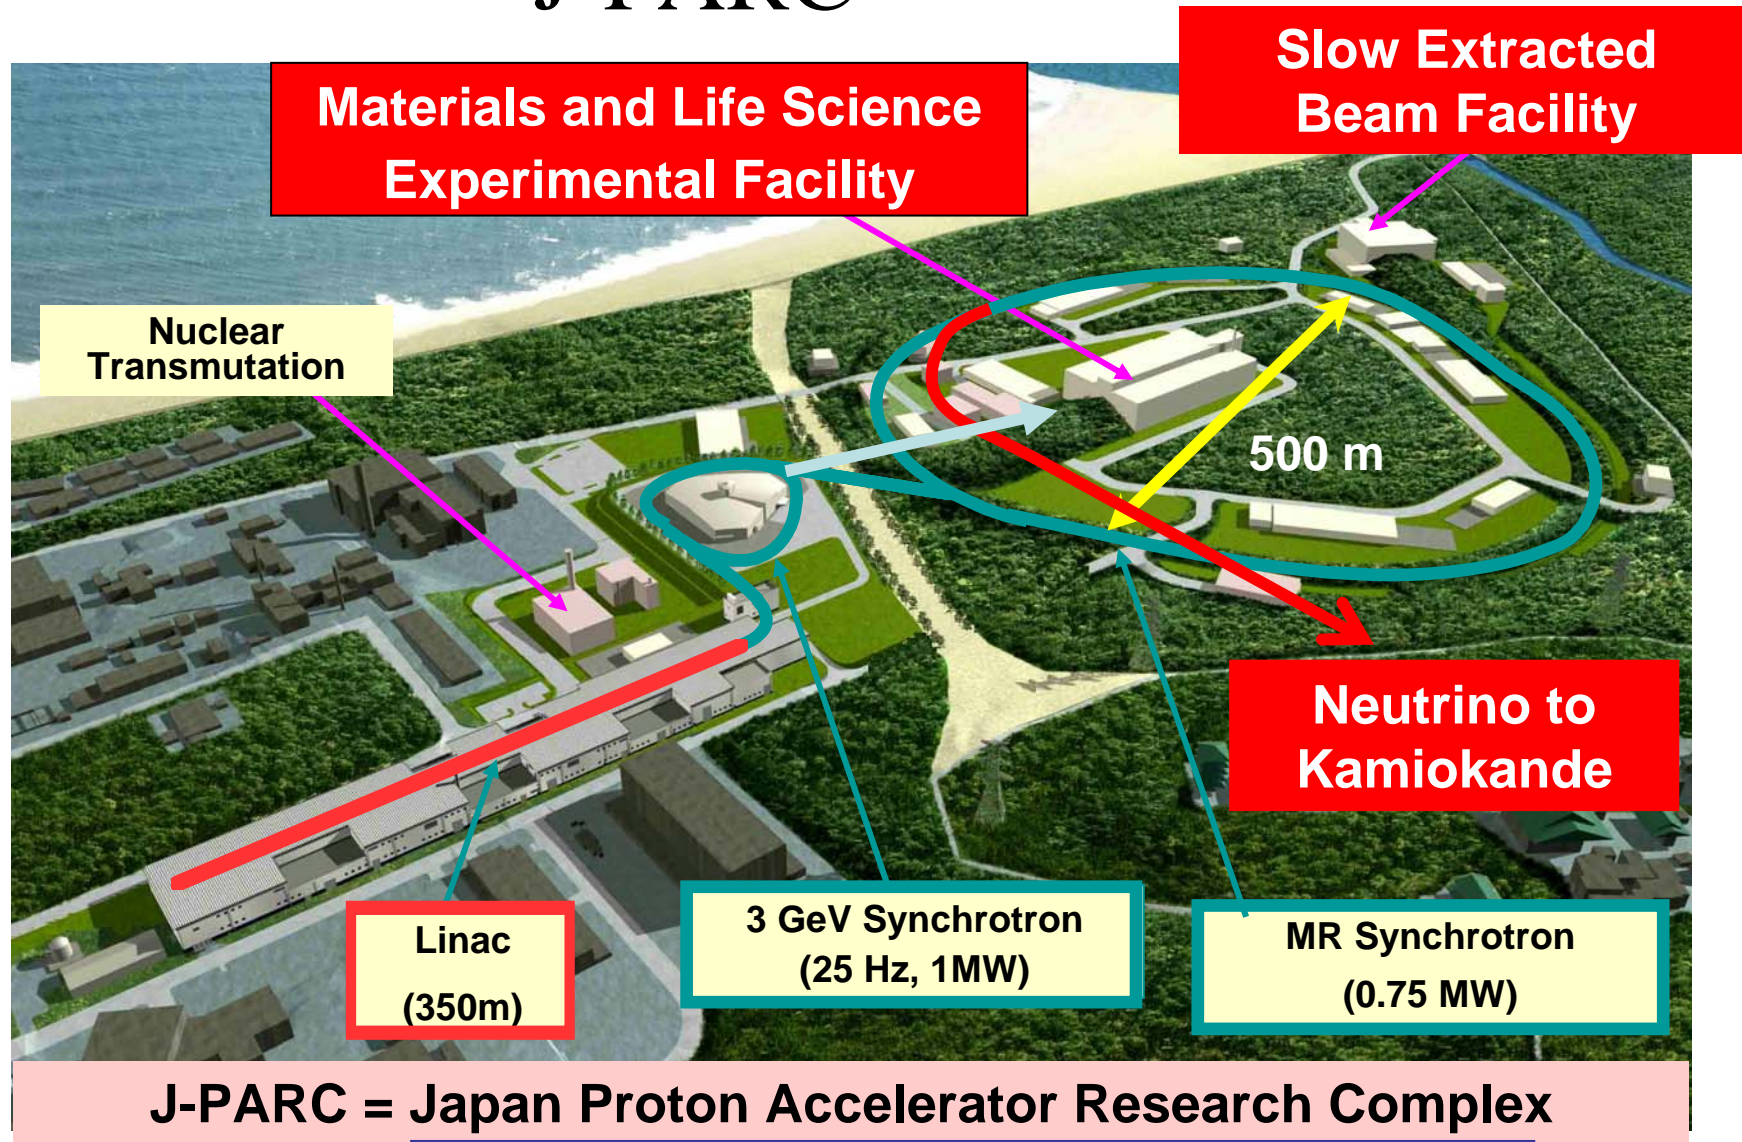 J-PARC
Slow Extracted
Beam Facility
Materials and Life Science
Experimental Facility
Nuclear
Transmutation
500 m
Neutrino to
Kamiokande
Linac
(350m)
3 GeV Synchrotron
(25 Hz, 1MW)
MR Synchrotron
(0.75 MW)
J-PARC = Japan Proton Accelerator Research Complex